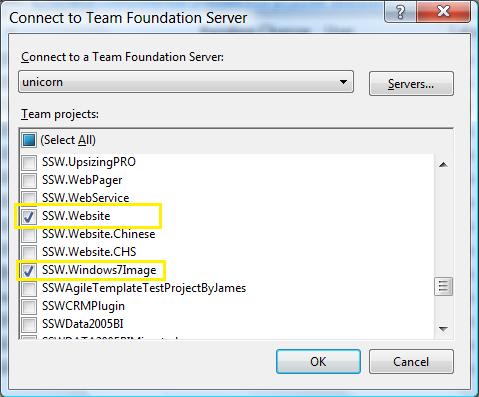 Connect to Team Foundation Server
Connect to a Team Foundation Server:
unicorn
Servers...
Team projects:
(Select All)
SSW.UpsizingPRO
SSW.WebPager
SSW.WebService
SSW.Website
SSW.Website.Chinese
SSW.Website.CHS
SSW.Windows7Image
SSWAgileTemplateTestProjectByJames
SSWCRMPlugin
SSWData2005BI
OK
Cancel